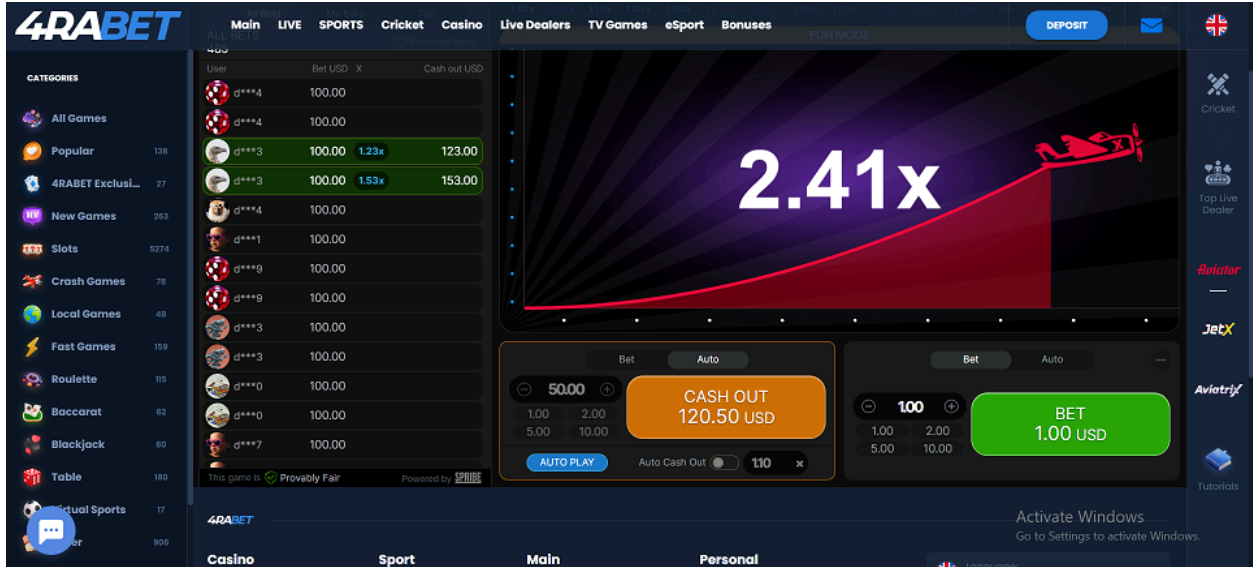 4RABET
Main LIVE SPORTS Cricket Casino Live Dealers TV Games eSport Bonuses
DEPOSIT
CATEGORIES
All Games
Popular 138
4RABET Exclusi... 27
New Games 263
Slots 5274
Crash Games 78
Local Games 48
Fast Games 159
Roulette 115
Baccarat 62
Blackjack 60
Table 180
Virtual Sports 17
906
ALL BETS
User Bet USD X Cash out USD
d***4 100.00
d***4 100.00
d***3 100.00 1.23x 123.00
d***3 100.00 1.53x 153.00
d***4 100.00
d***1 100.00
d***9 100.00
d***9 100.00
d***3 100.00
d***3 100.00
d***0 100.00
d***0 100.00
d***7 100.00
This game is Provably Fair Powered by SPRIBE
FUN MODE
2.41x
X
Bet Auto
50.00
1.00 2.00
5.00 10.00
CASH OUT
120.50 USD
AUTO PLAY Auto Cash Out 1.10 x
Bet Auto
1.00
1.00 2.00
5.00 10.00
BET
1.00 USD
Cricket
Top Live
Dealer
Aviator
JetX
Aviatrix
Tutorials
4RABET
Casino Sport Main Personal
Language:
Activate Windows
Go to Settings to activate Windows.